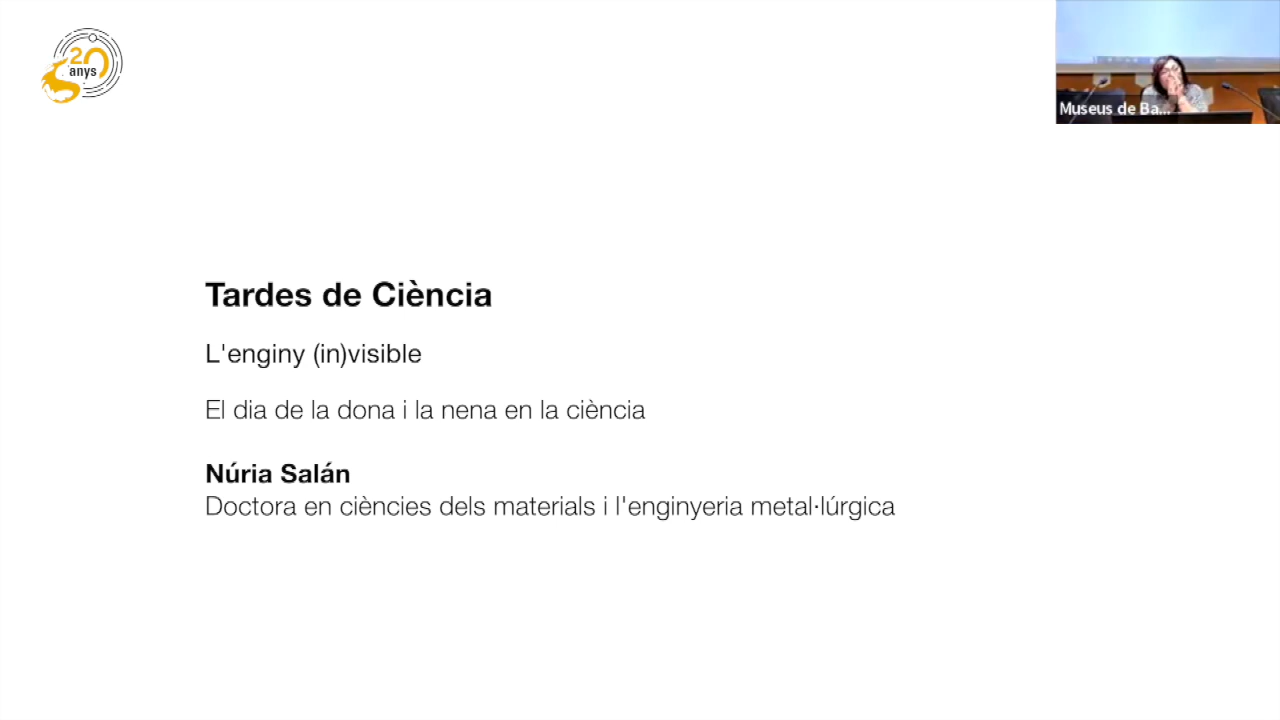 20
anys
Museus de Ba...
Tardes de Ciència
L'enginy (in)visible
El dia de la dona i la nena en la ciència
Núria Salán
Doctora en ciències dels materials i l'enginyeria metal·lúrgica